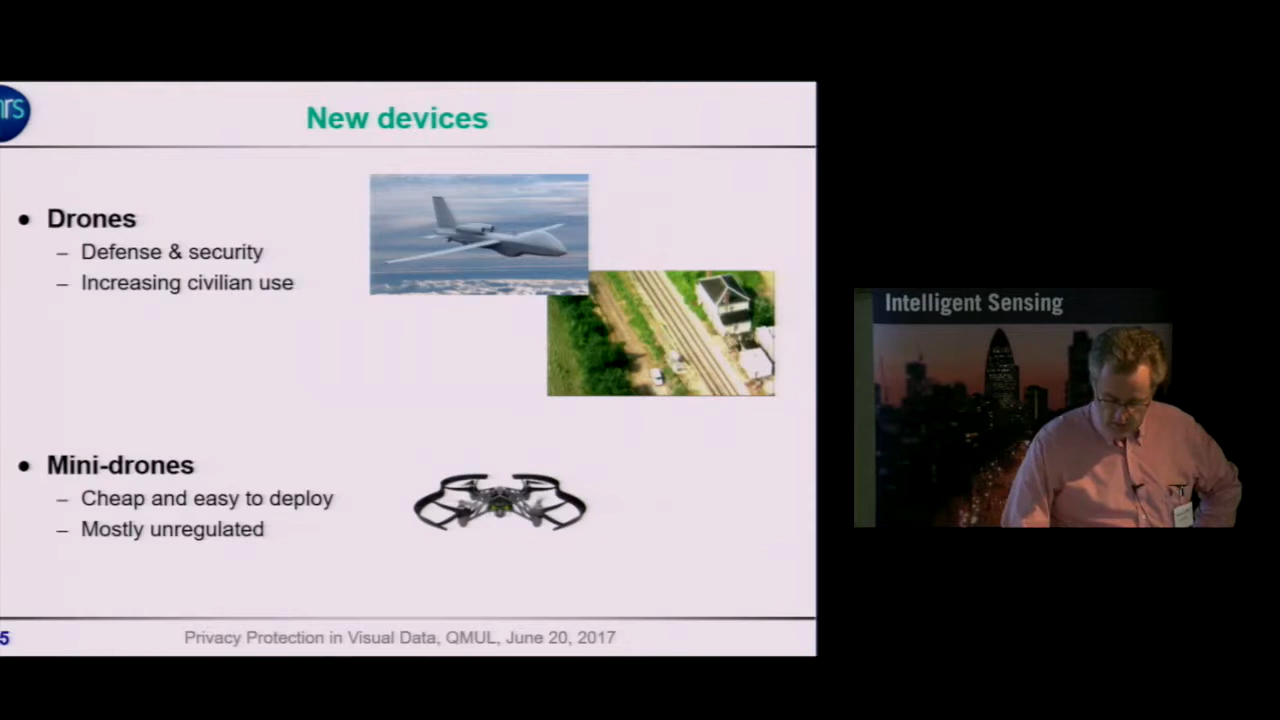 New devices
Drones
– Defense & security
– Increasing civilian use
Mini-drones
– Cheap and easy to deploy
– Mostly unregulated
5
Privacy Protection in Visual Data, QMUL, June 20, 2017
Intelligent Sensing